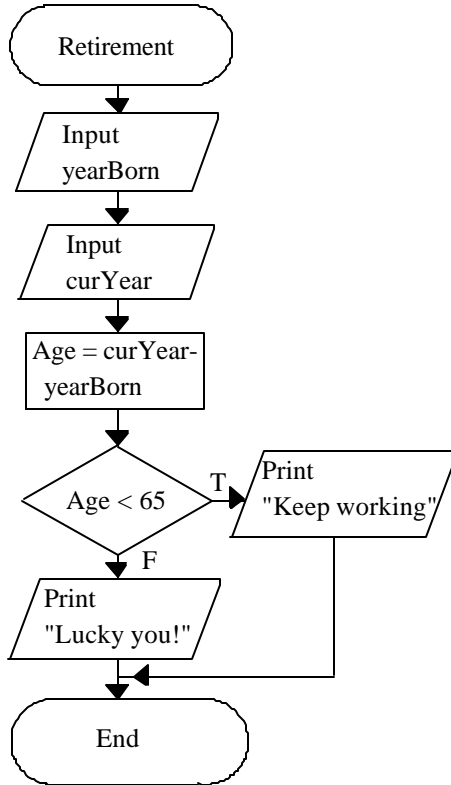 Retirement
Input
yearBorn
Input
curYear
Age = curYear-
yearBorn
Age < 65
T
Print
"Keep working"
F
Print
"Lucky you!"
End